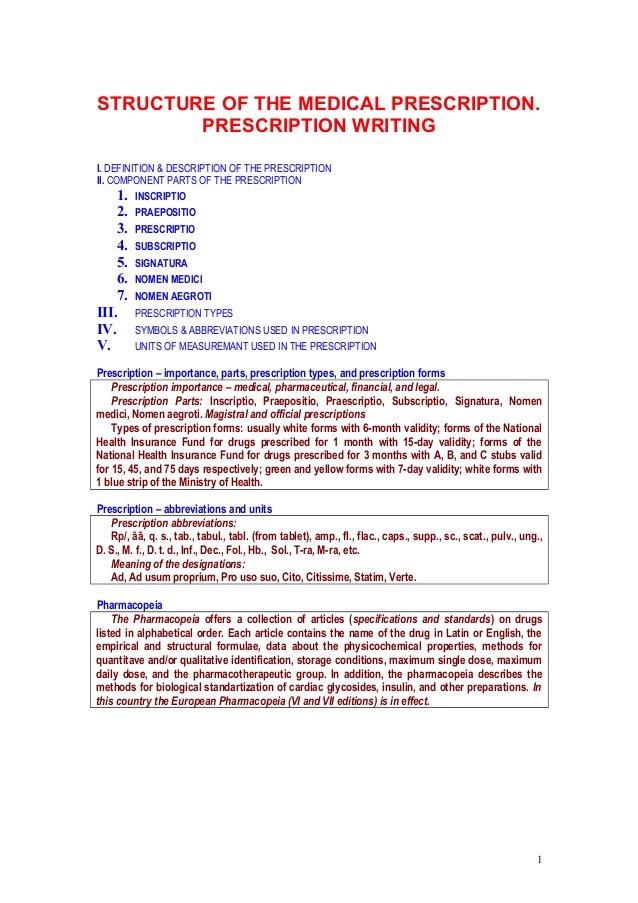 STRUCTURE OF THE MEDICAL PRESCRIPTION.
PRESCRIPTION WRITING
I. DEFINITION & DESCRIPTION OF THE PRESCRIPTION
II. COMPONENT PARTS OF THE PRESCRIPTION
1. INSCRIPTIO
2. PRAEPOSITIO
3. PRESCRIPTIO
4. SUBSCRIPTIO
5. SIGNATURA
6. NOMEN MEDICI
7. NOMEN AEGROTI
III. PRESCRIPTION TYPES
IV. SYMBOLS & ABBREVIATIONS USED IN PRESCRIPTION
V. UNITS OF MEASUREMANT USED IN THE PRESCRIPTION
Prescription – importance, parts, prescription types, and prescription forms
Prescription importance – medical, pharmaceutical, financial, and legal.
Prescription Parts: Inscriptio, Praepositio, Praescriptio, Subscriptio, Signatura, Nomen
medici, Nomen aegroti. Magistral and official prescriptions
Types of prescription forms: usually white forms with 6-month validity; forms of the National
Health Insurance Fund for drugs prescribed for 1 month with 15-day validity; forms of the
National Health Insurance Fund for drugs prescribed for 3 months with A, B, and C stubs valid
for 15, 45, and 75 days respectively; green and yellow forms with 7-day validity; white forms with
1 blue strip of the Ministry of Health.
Prescription – abbreviations and units
Prescription abbreviations:
Rp/, āā, q. s., tab., tabul., tabl. (from tablet), amp., fl., flac., caps., supp., sc., scat., pulv., ung.,
D. S., M. f., D. t. d., Inf., Dec., Fol., Hb., Sol., T-ra, M-ra, etc.
Meaning of the designations:
Ad, Ad usum proprium, Pro uso suo, Cito, Citissime, Statim, Verte.
Pharmacopeia
The Pharmacopeia offers a collection of articles (specifications and standards) on drugs
listed in alphabetical order. Each article contains the name of the drug in Latin or English, the
empirical and structural formulae, data about the physicochemical properties, methods for
quantitave and/or qualitative identification, storage conditions, maximum single dose, maximum
daily dose, and the pharmacotherapeutic group. In addition, the pharmacopeia describes the
methods for biological standartization of cardiac glycosides, insulin, and other preparations. In
this country the European Pharmacopeia (VI and VII editions) is in effect.
1